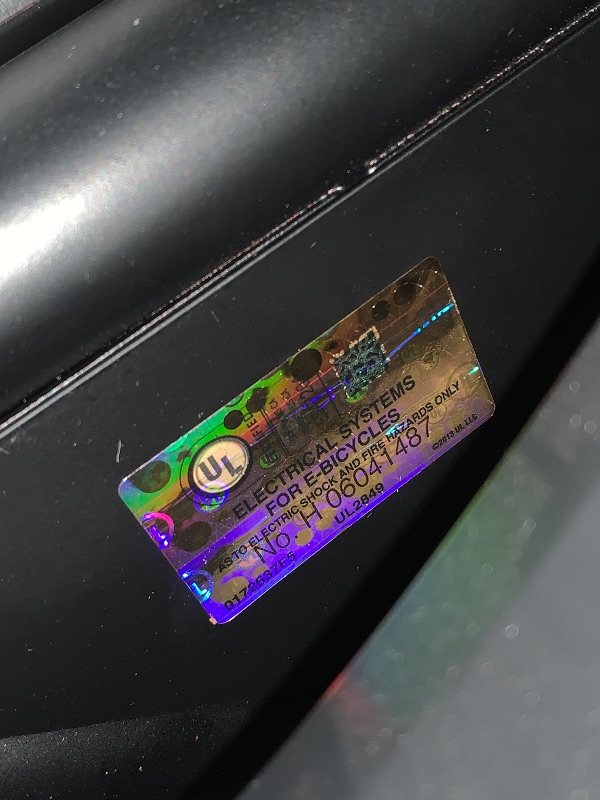 UL
ELECTRICAL SYSTEMS
FOR E-BICYCLES
AS TO ELECTRIC SHOCK AND FIRE HAZARDS ONLY
No H 06041487
UL2849 ©2013 UL LLC